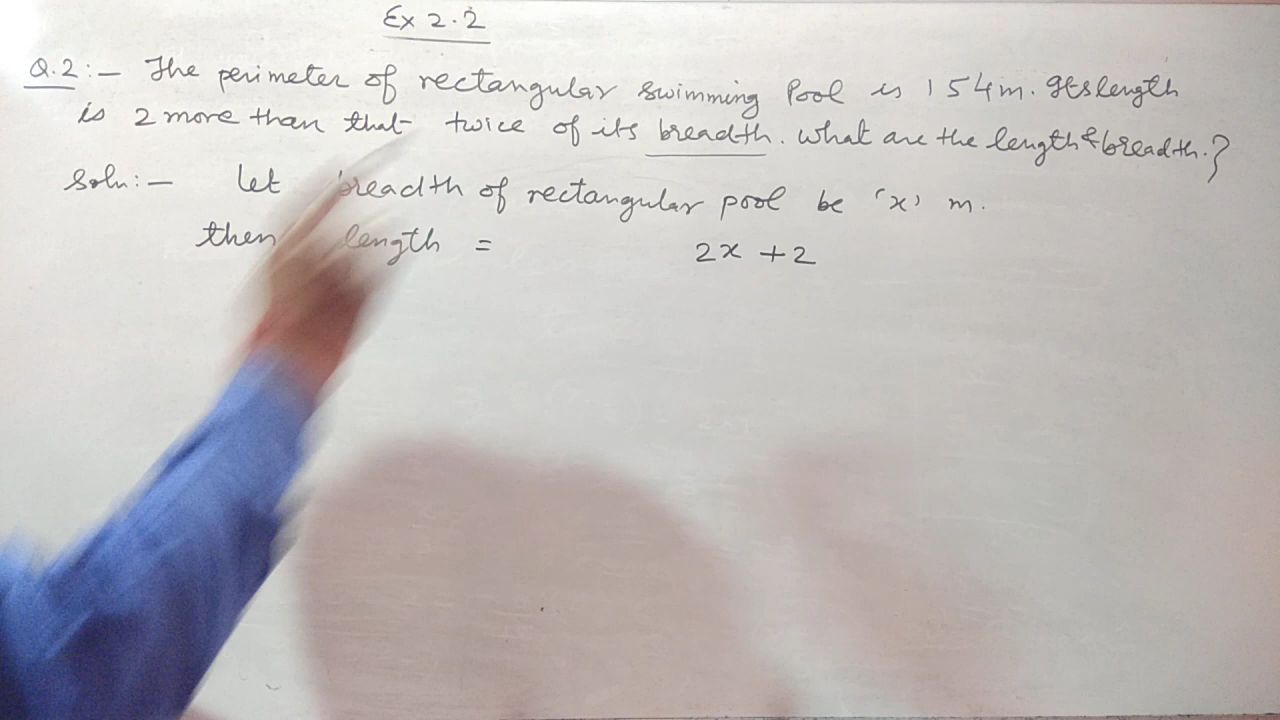 Ex 2.2
Q.2:- The perimeter of rectangular swimming Pool is 154m. Its length
is 2 more than that twice of its breadth. What are the length & breadth.?
Soln:- let breadth of rectangular pool be 'x' m.
then length = 2x +2